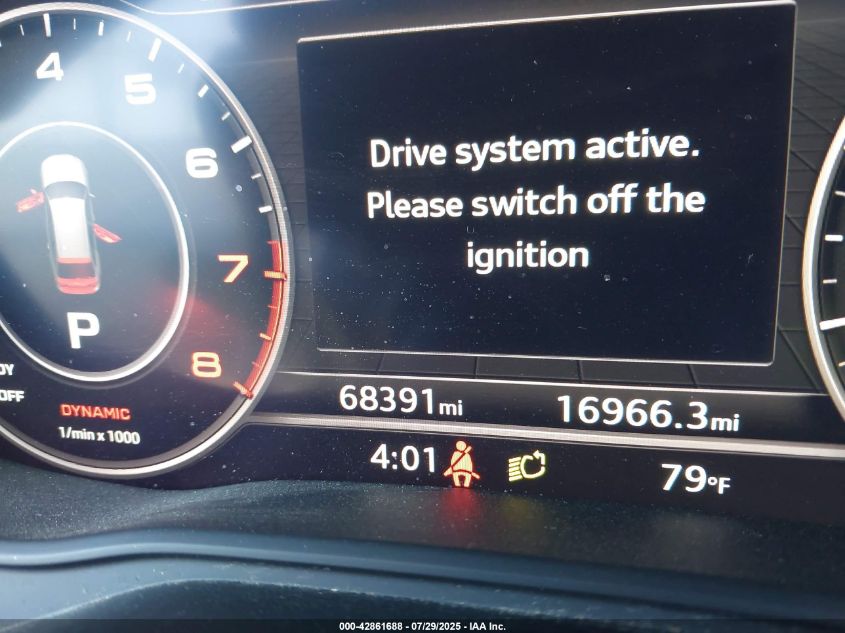 4
5
6
7
8
P
OFF
DYNAMIC
1/min x 1000
Drive system active.
Please switch off the
ignition
68391mi
16966.3mi
4:01
79°F
000-42861688 - 07/29/2025 - IAA Inc.